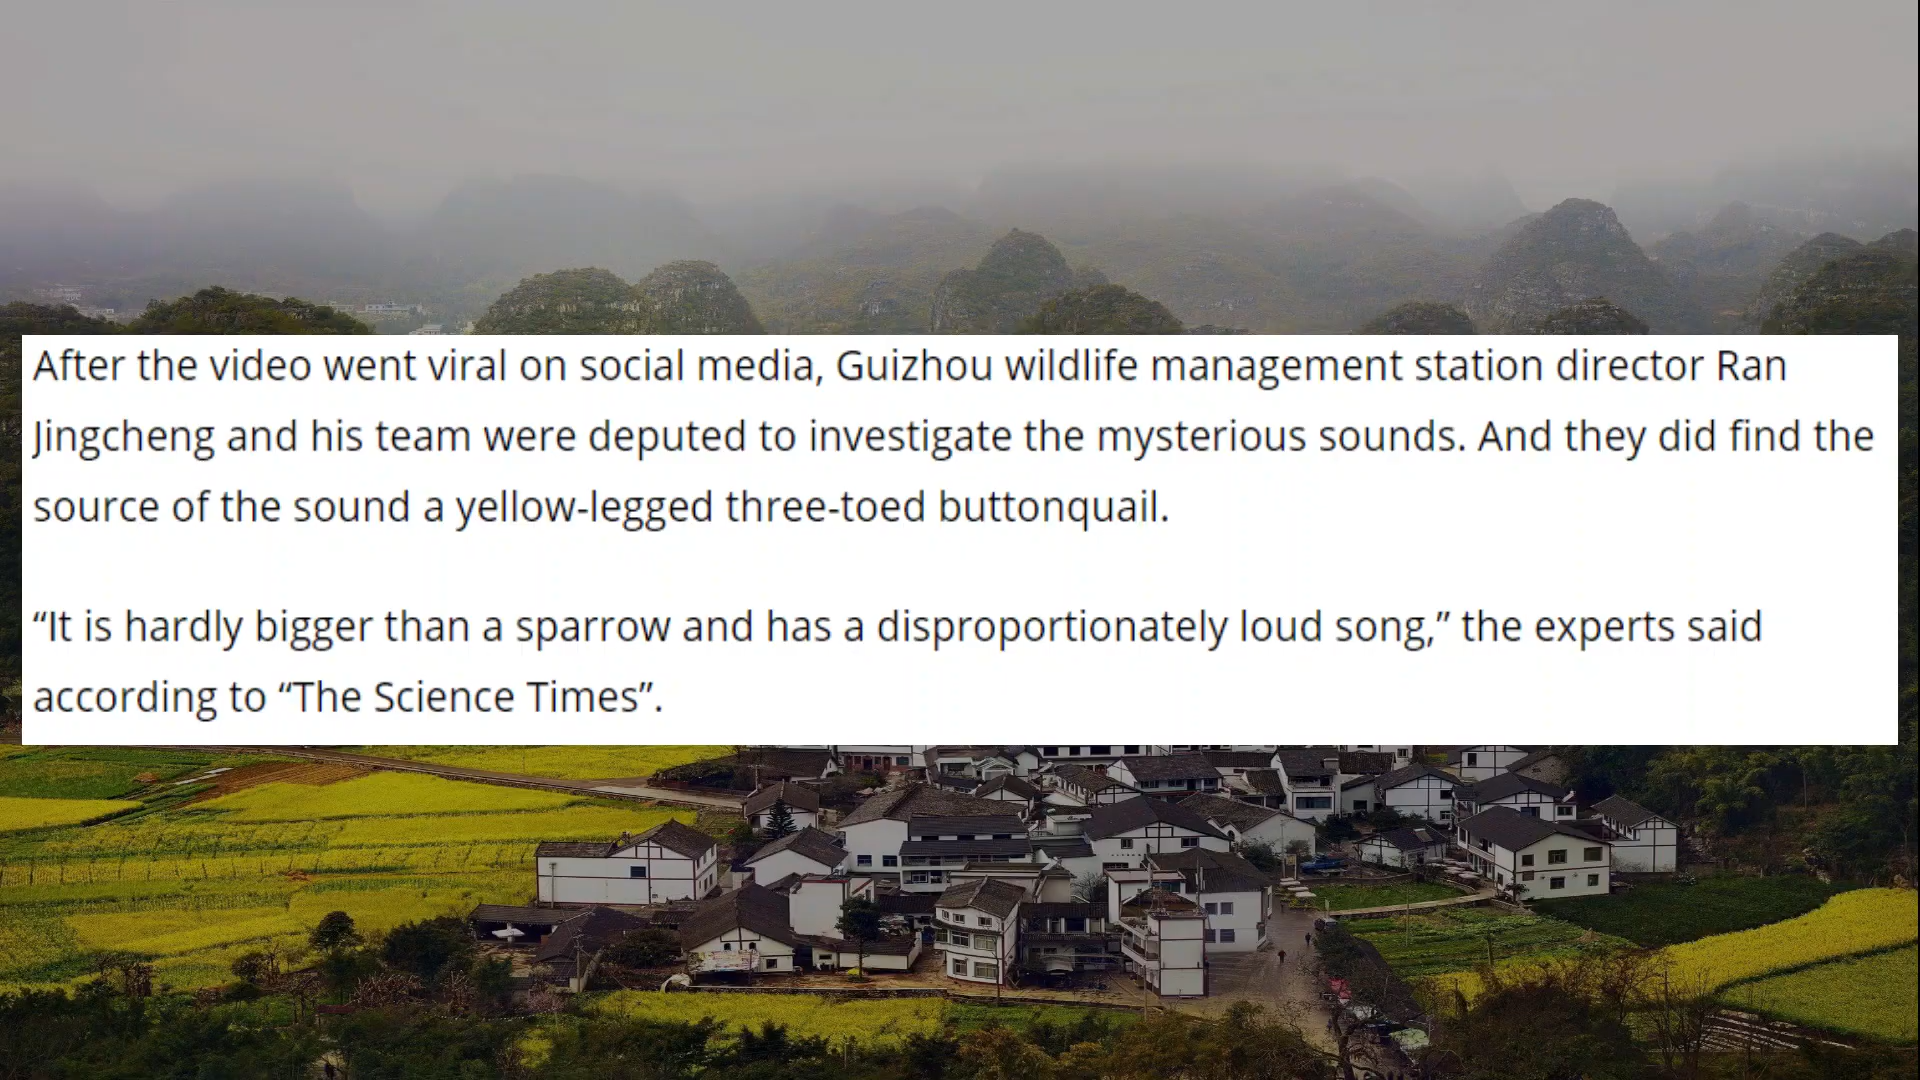 After the video went viral on social media, Guizhou wildlife management station director Ran
Jingcheng and his team were deputed to investigate the mysterious sounds. And they did find the
source of the sound a yellow-legged three-toed buttonquail.
“It is hardly bigger than a sparrow and has a disproportionately loud song,” the experts said
according to “The Science Times”.